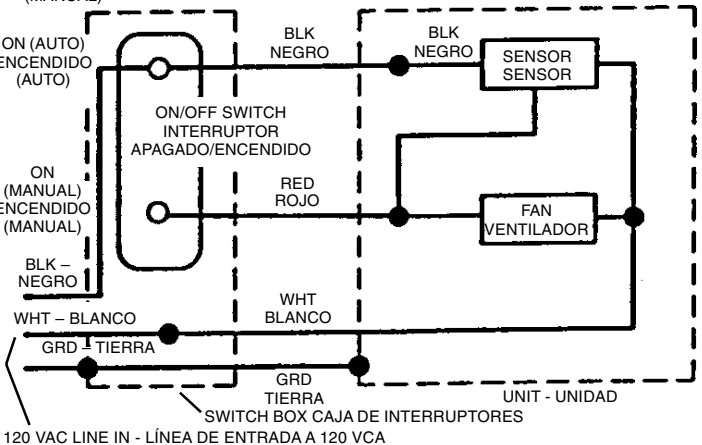 (MANUAL)
ON (AUTO)
ENCENDIDO
(AUTO)
BLK
NEGRO
BLK
NEGRO
SENSOR
SENSOR
ON/OFF SWITCH
INTERRUPTOR
APAGADO/ENCENDIDO
ON
(MANUAL)
ENCENDIDO
(MANUAL)
RED
ROJO
FAN
VENTILADOR
BLK –
NEGRO
WHT – BLANCO
WHT
BLANCO
GRD – TIERRA
GRD
TIERRA
UNIT - UNIDAD
SWITCH BOX CAJA DE INTERRUPTORES
120 VAC LINE IN - LÍNEA DE ENTRADA A 120 VCA